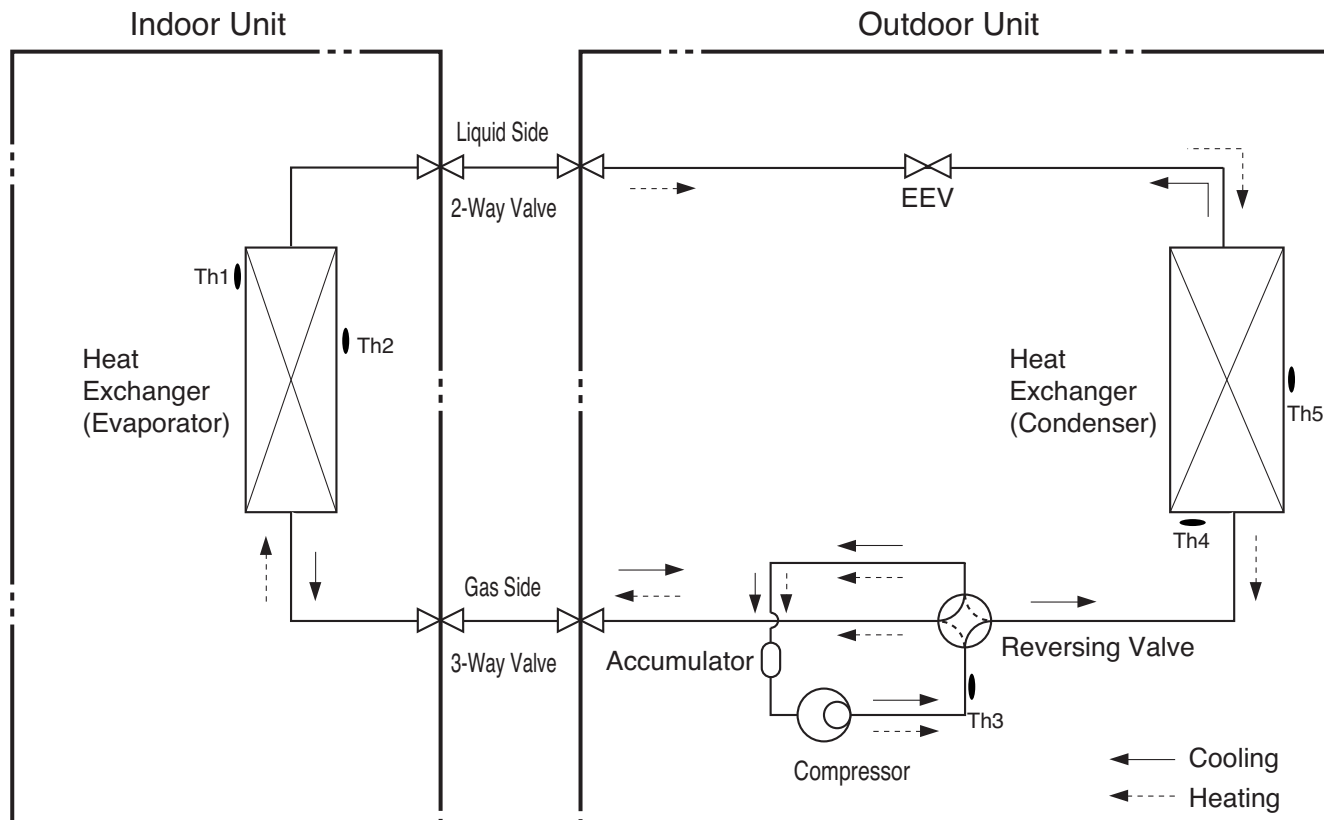 Indoor Unit
Outdoor Unit
Liquid Side
2-Way Valve
EEV
Th1
Th2
Heat
Exchanger
(Evaporator)
Heat
Exchanger
(Condenser)
Th5
Th4
Gas Side
3-Way Valve
Accumulator
Reversing Valve
Th3
Compressor
Cooling
Heating